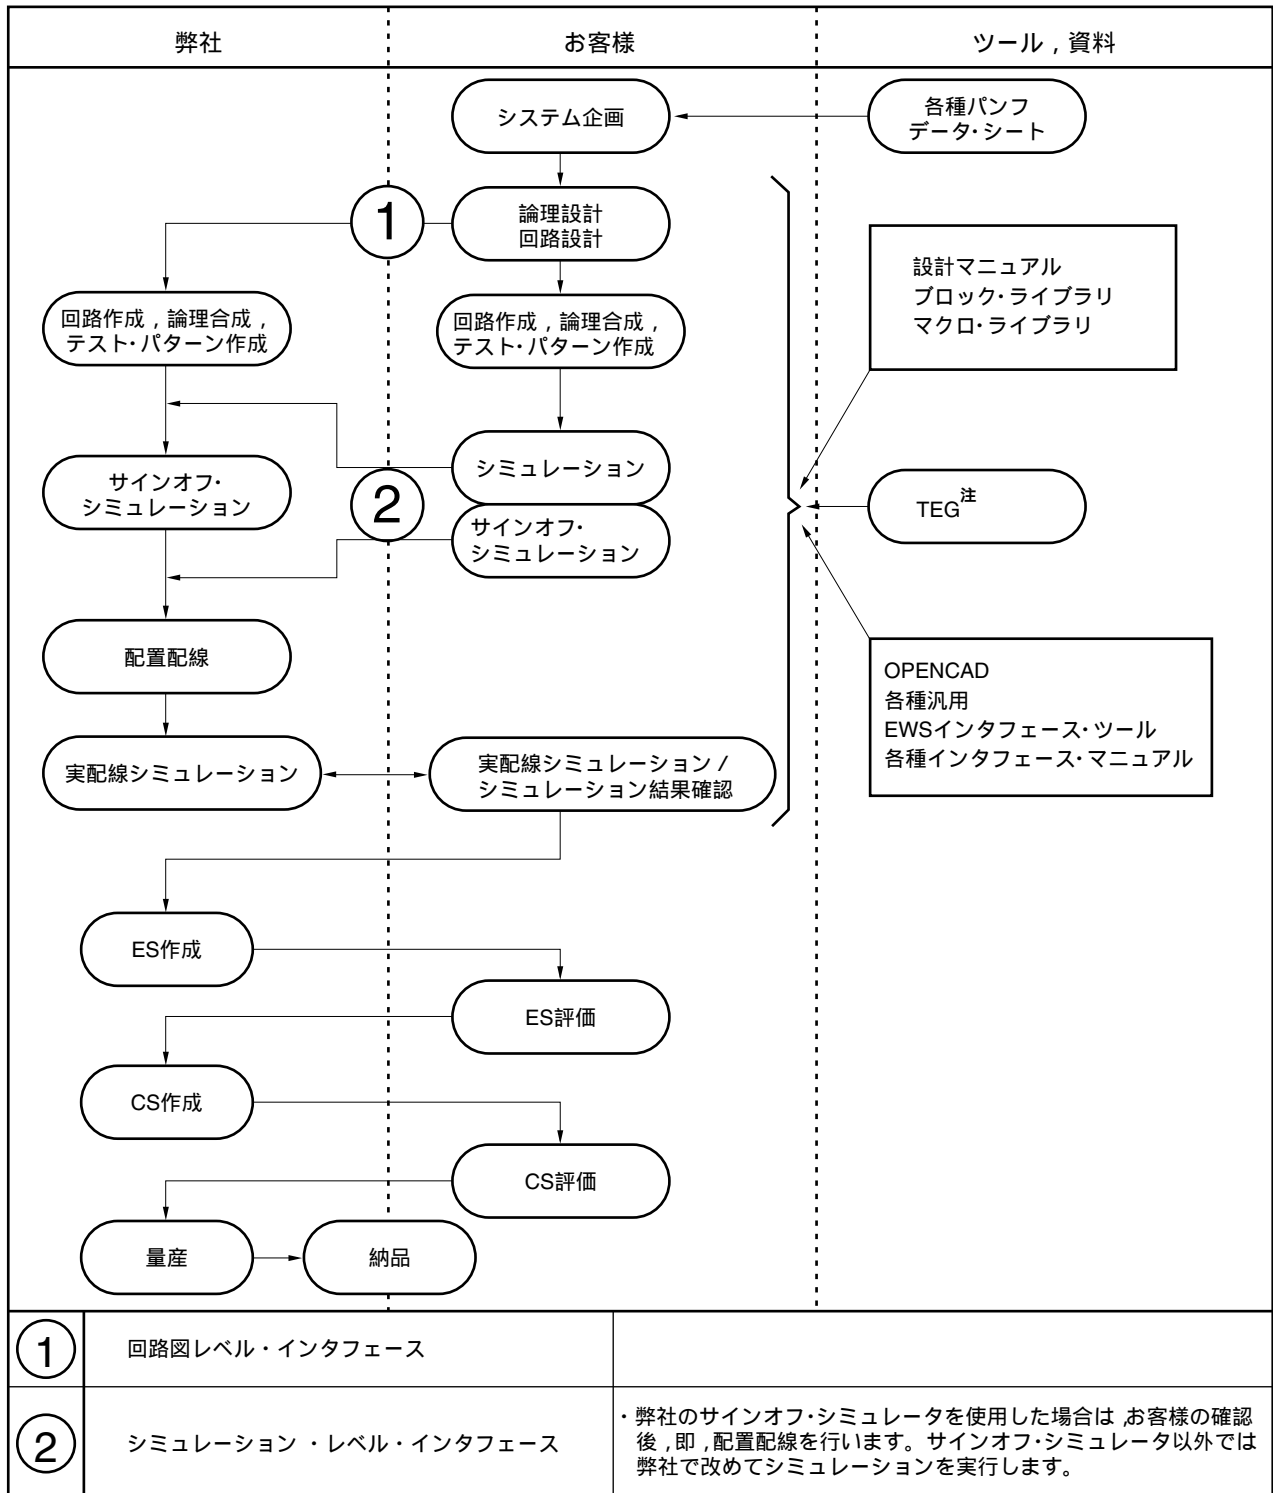 弊社
お客様
ツール，資料
システム企画
各種パンフ
データ・シート
1
論理設計
回路設計
設計マニュアル
ブロック・ライブラリ
マクロ・ライブラリ
回路作成，論理合成，
テスト・パターン作成
回路作成，論理合成，
テスト・パターン作成
シミュレーション
サインオフ・
シミュレーション
2
サインオフ・
シミュレーション
TEG注
配置配線
OPENCAD
各種汎用
EWSインタフェース・ツール
各種インタフェース・マニュアル
実配線シミュレーション
実配線シミュレーション／
シミュレーション結果確認
ES作成
ES評価
CS作成
CS評価
量産
納品
1
回路図レベル・インタフェース
2
シミュレーション・レベル・インタフェース
・弊社のサインオフ・シミュレータを使用した場合は，お客様の確認
後，即，配置配線を行います。サインオフ・シミュレータ以外では
弊社で改めてシミュレーションを実行します。